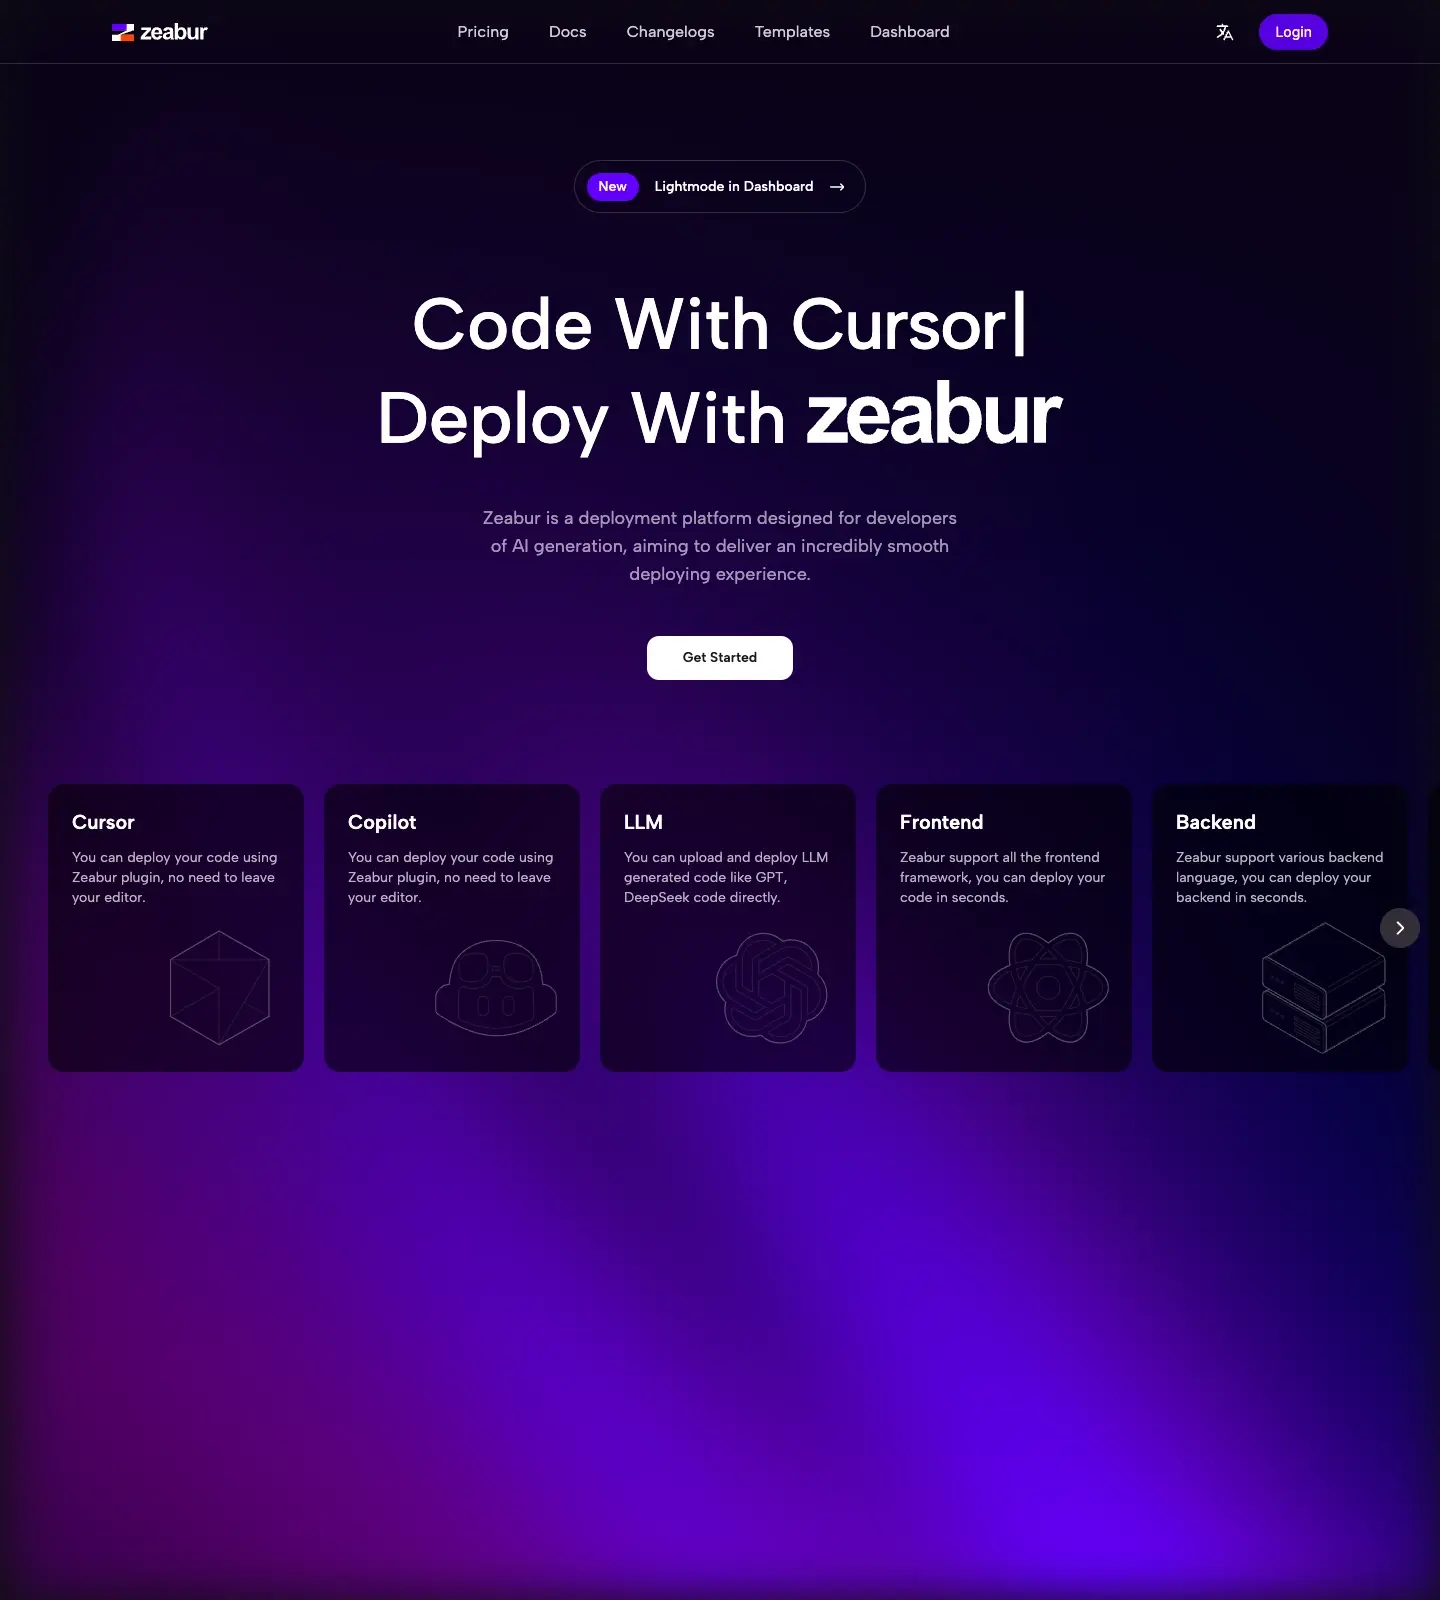 zeabur
Pricing
Docs
Changelogs
Templates
Dashboard
Login
New
Lightmode in Dashboard
Code With Cursor|
Deploy With zeabur
Zeabur is a deployment platform designed for developers
of AI generation, aiming to deliver an incredibly smooth
deploying experience.
Get Started
Cursor
You can deploy your code using
Zeabur plugin, no need to leave
your editor.
Copilot
You can deploy your code using
Zeabur plugin, no need to leave
your editor.
LLM
You can upload and deploy LLM
generated code like GPT,
DeepSeek code directly.
Frontend
Zeabur support all the frontend
framework, you can deploy your
code in seconds.
Backend
Zeabur support various backend
language, you can deploy your
backend in seconds.